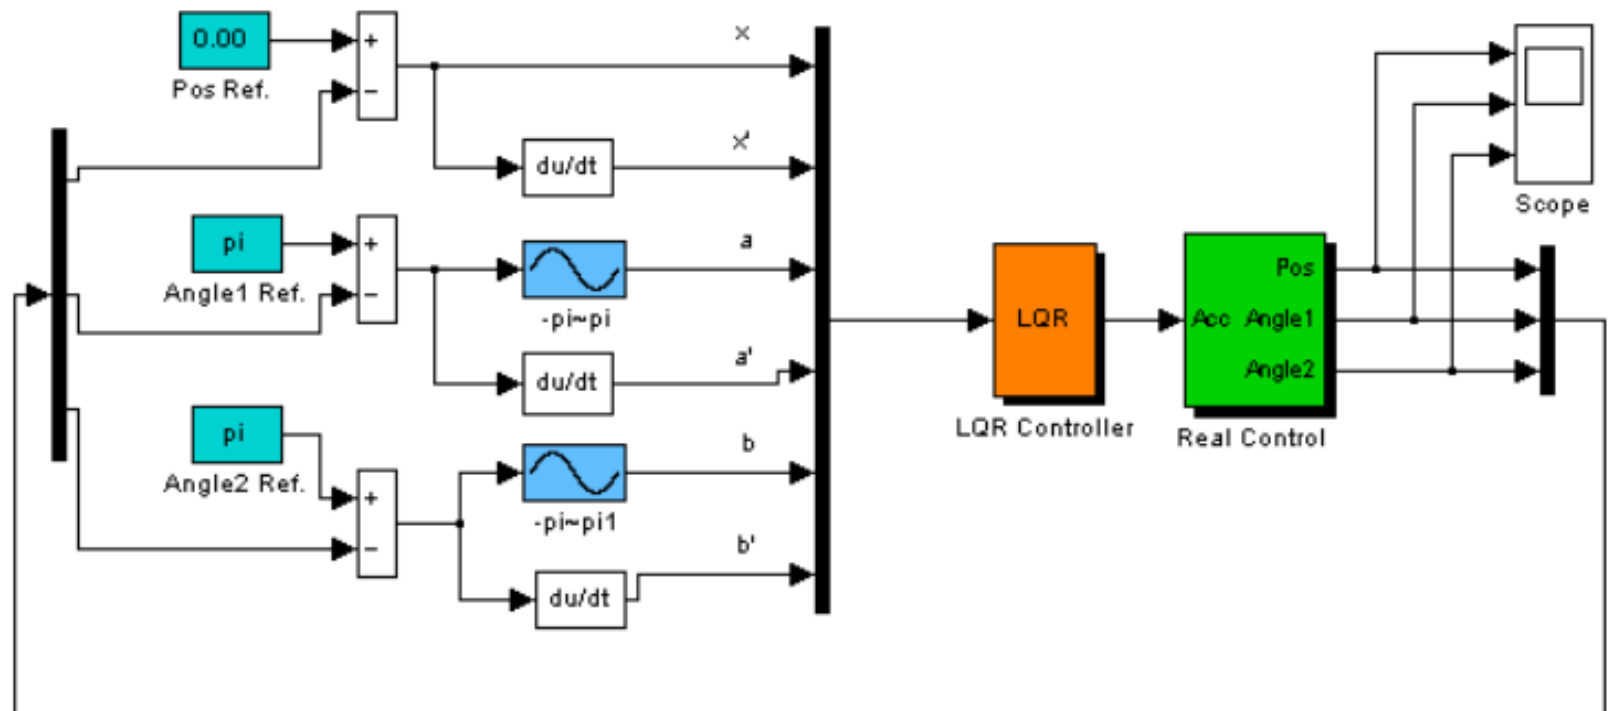 0.00
+
−
Pos Ref.
x
x'
du/dt
pi
+
−
Angle1 Ref.
-pi~pi
a
a'
du/dt
pi
Angle2 Ref.
+
−
-pi~pi1
b
b'
du/dt
LQR
LQR Controller
Pos
Acc Angle1
Angle2
Real Control
Scope